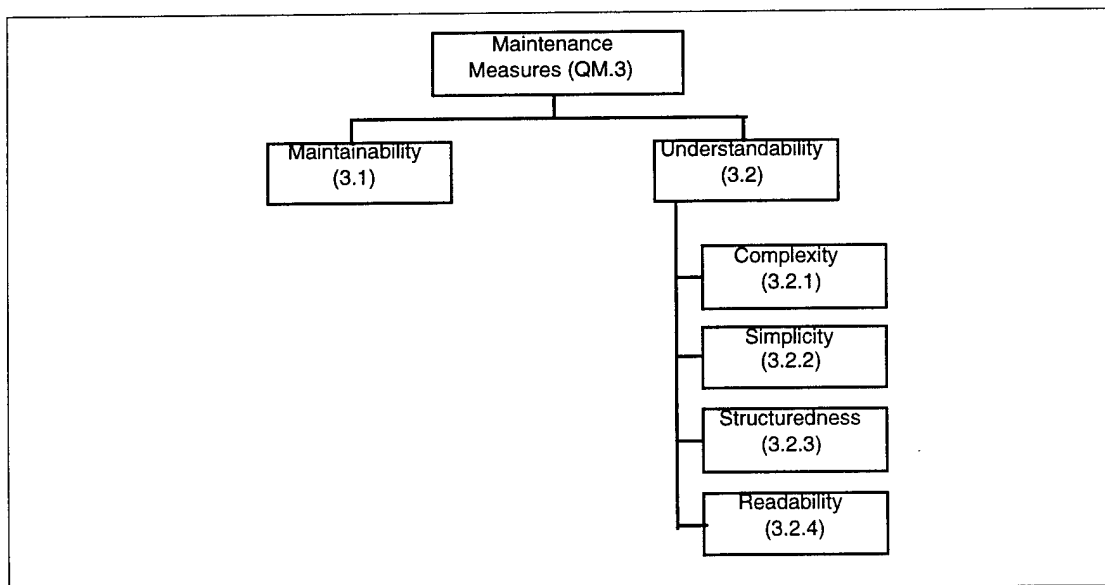 Maintenance
Measures (QM.3)
Maintainability
(3.1)
Understandability
(3.2)
Complexity
(3.2.1)
Simplicity
(3.2.2)
Structuredness
(3.2.3)
Readability
(3.2.4)